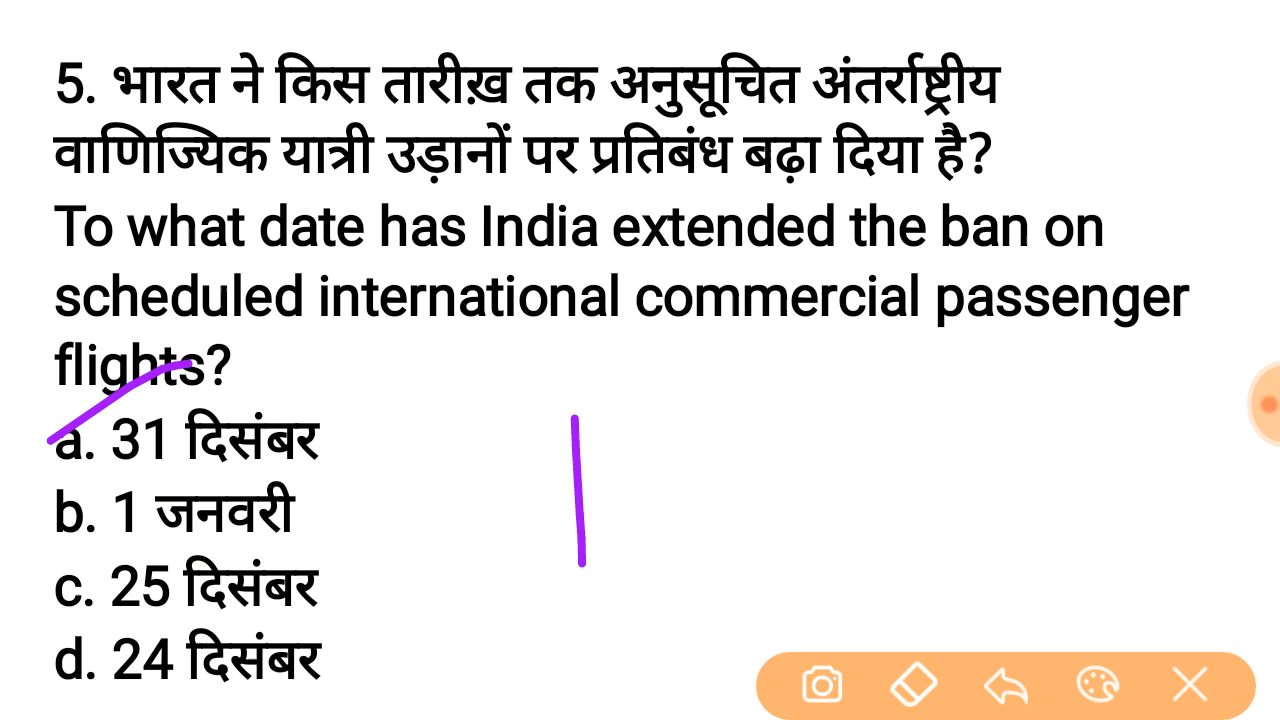 5. भारत ने किस तारीख़ तक अनुसूचित अंतर्राष्ट्रीय
वाणिज्यिक यात्री उड़ानों पर प्रतिबंध बढ़ा दिया है?
To what date has India extended the ban on
scheduled international commercial passenger
flights?
a. 31 दिसंबर
b. 1 जनवरी
c. 25 दिसंबर
d. 24 दिसंबर